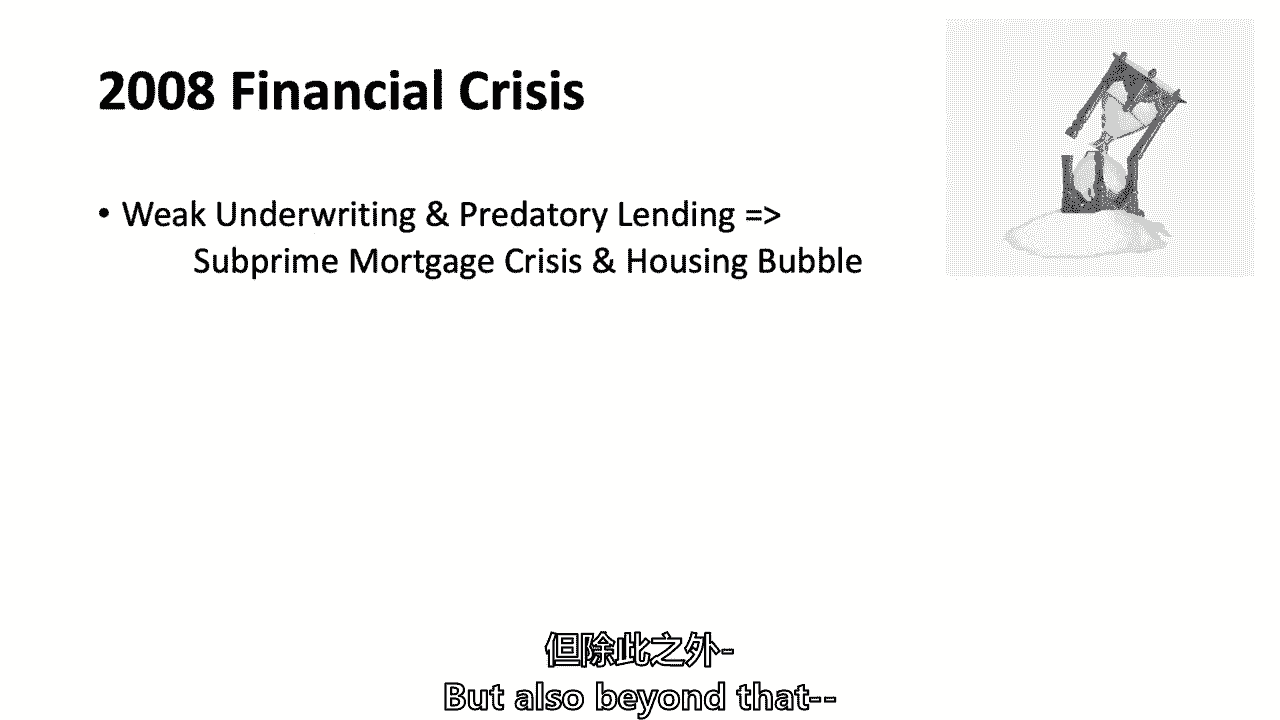 2008 Financial Crisis
• Weak Underwriting & Predatory Lending =>
Subprime Mortgage Crisis & Housing Bubble
但除此之外-
But also beyond that--